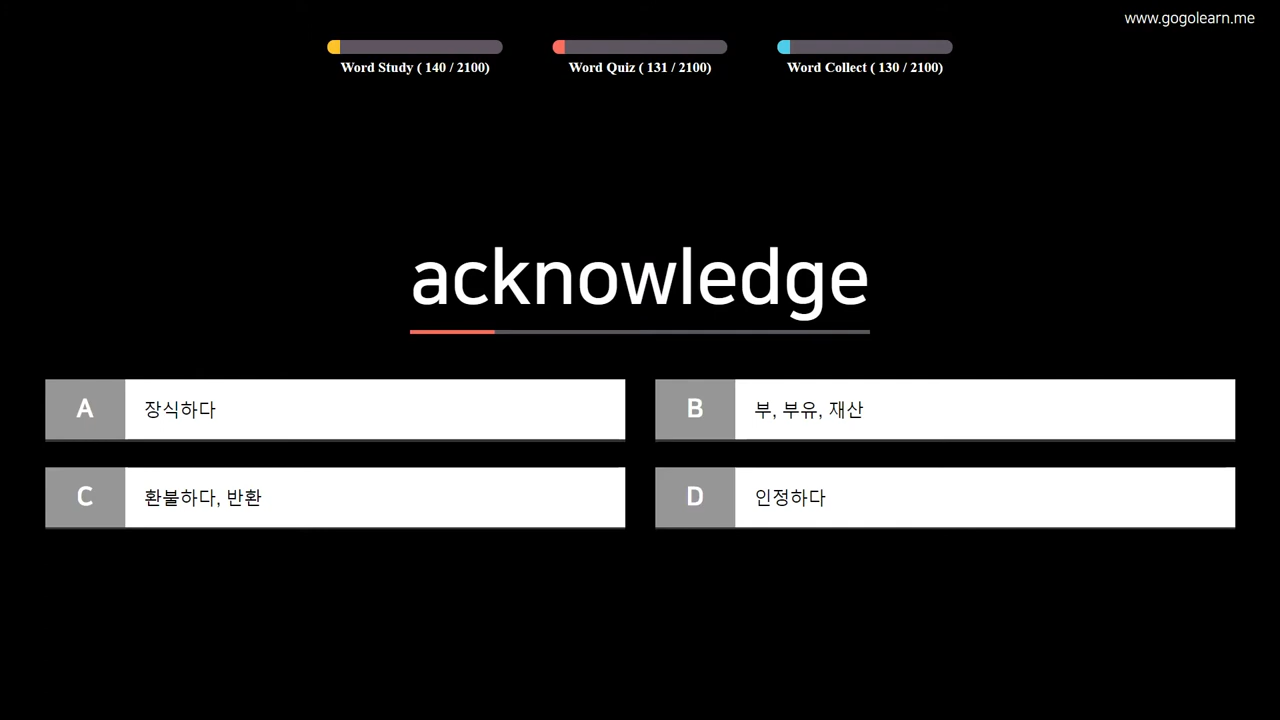 www.gogolearn.me
Word Study ( 140 / 2100)
Word Quiz ( 131 / 2100)
Word Collect ( 130 / 2100)
acknowledge
A 장식하다
B 부, 부유, 재산
C 환불하다, 반환
D 인정하다